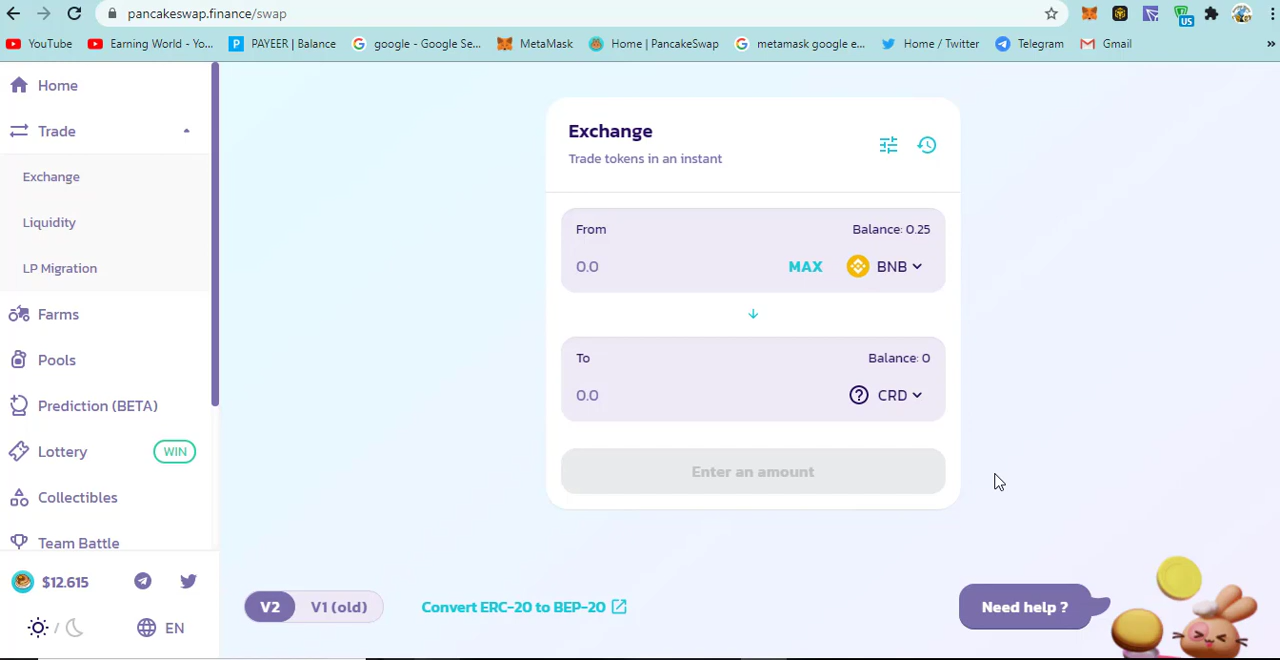 pancakeswap.finance/swap
US
YouTube
Earning World - Yo...
P
PAYEER | Balance
G
google - Google Se...
MetaMask
Home | PancakeSwap
G
metamask google e...
Home / Twitter
Telegram
Gmail
»
Home
Trade
Exchange
Liquidity
LP Migration
Farms
Pools
Prediction (BETA)
Lottery
WIN
Collectibles
Team Battle
$12.615
/
EN
Exchange
Trade tokens in an instant
From
Balance: 0.25
0.0
MAX
BNB
To
Balance: 0
0.0
?
CRD
Enter an amount
V2
V1 (old)
Convert ERC-20 to BEP-20
Need help ?